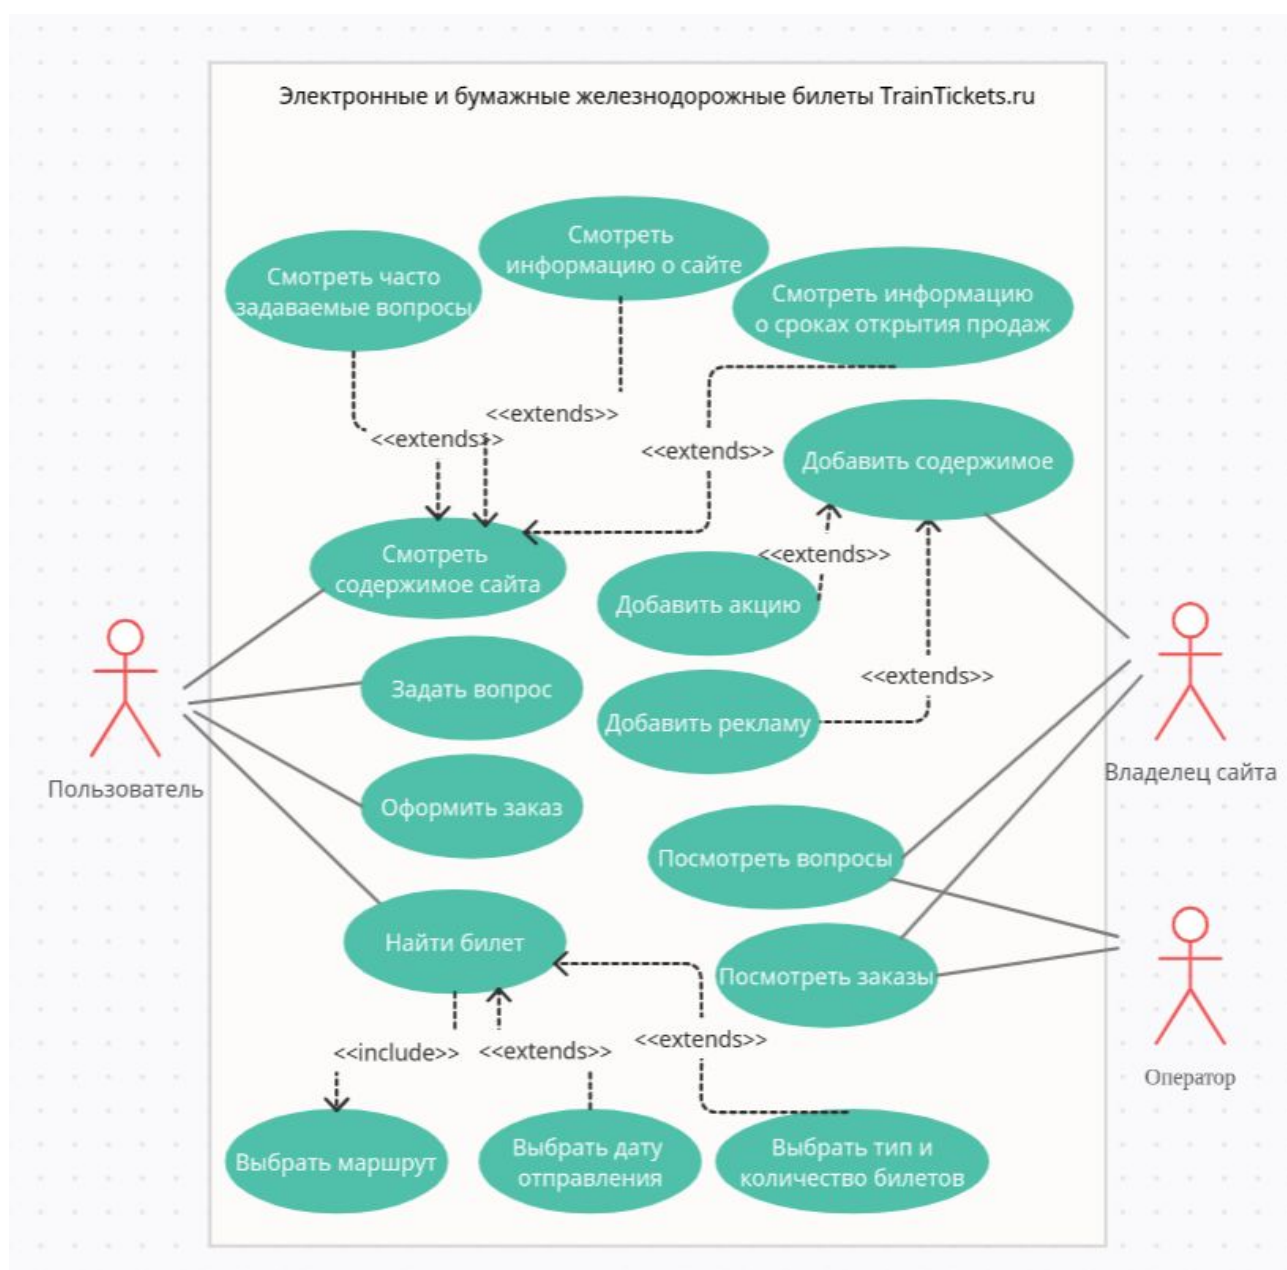 Электронные и бумажные железнодорожные билеты TrainTickets.ru
Смотреть
информацию о сайте
Смотреть часто
задаваемые вопросы
Смотреть информацию
о сроках открытия продаж
<<extends>>
<<extends>>
<<extends>>
Добавить содержимое
Смотреть
содержимое сайта
<<extends>>
Добавить акцию
Задать вопрос
<<extends>>
Добавить рекламу
Пользователь
Владелец сайта
Оформить заказ
Посмотреть вопросы
Найти билет
Посмотреть заказы
<<include>>
<<extends>>
<<extends>>
Оператор
Выбрать маршрут
Выбрать дату
отправления
Выбрать тип и
количество билетов